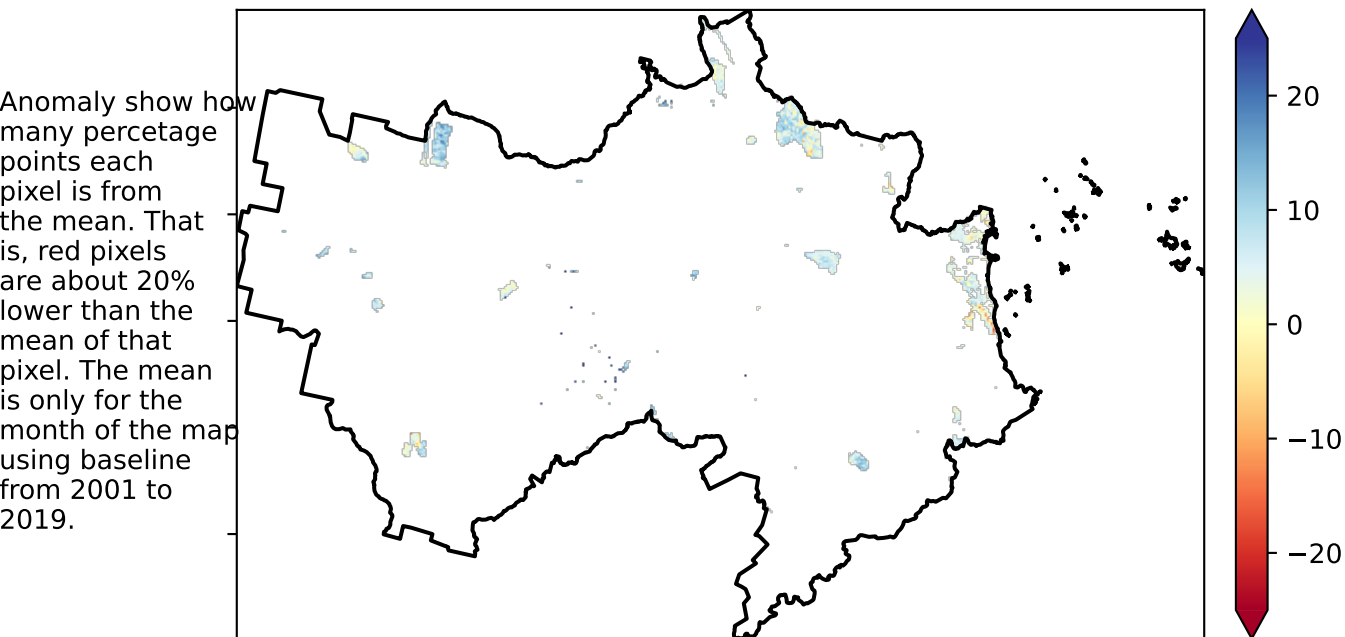 Anomaly show how
many percetage
points each
pixel is from
the mean. That
is, red pixels
are about 20%
lower than the
mean of that
pixel. The mean
is only for the
month of the map
using baseline
from 2001 to
2019.
20
10
0
−10
−20